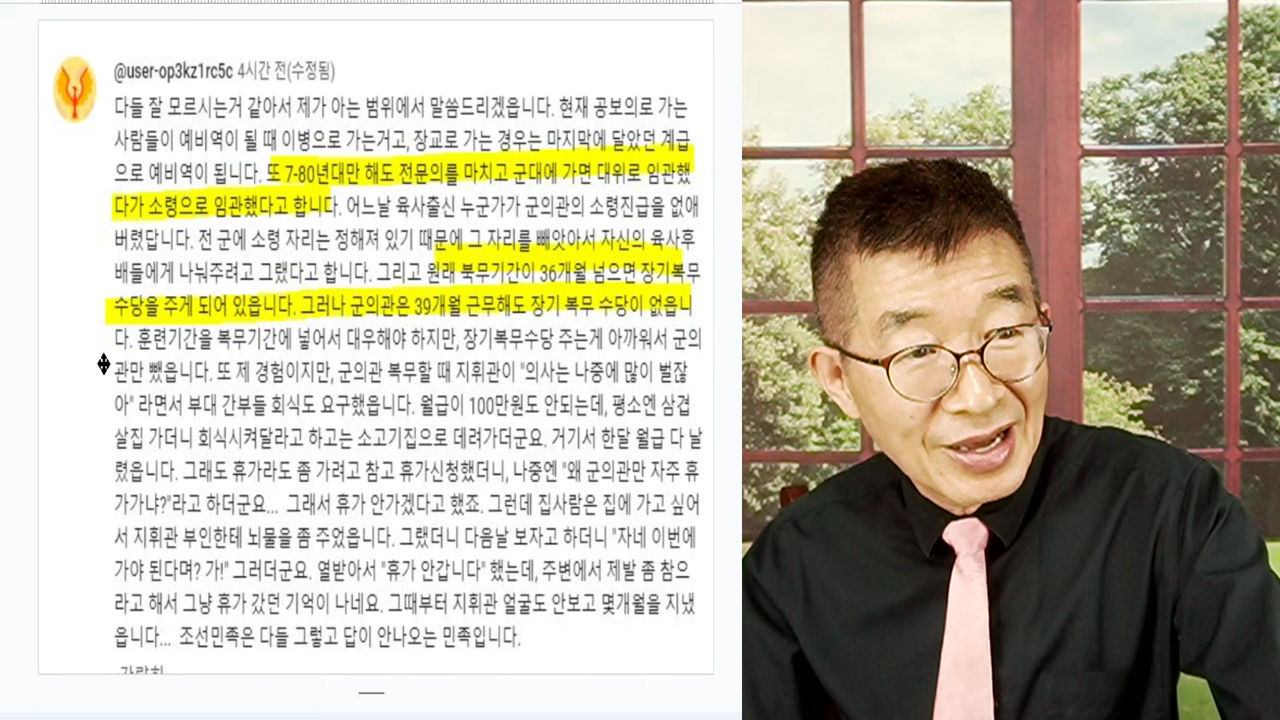 @user-op3kz1rc5c 4시간 전(수정됨)
다들 잘 모르시는거 같아서 제가 아는 범위에서 말씀드리겠읍니다. 현재 공보의로 가는
사람들이 예비역이 될 때 이병으로 가는거고, 장교로 가는 경우는 마지막에 달았던 계급
으로 예비역이 됩니다. 또 7-80년대만 해도 전문의를 마치고 군대에 가면 대위로 임관했
다가 소령으로 임관했다고 합니다. 어느날 육사출신 누군가가 군의관의 소령진급을 없애
버렸답니다. 전 군에 소령 자리는 정해져 있기 때문에 그 자리를 빼앗아서 자신의 육사후
배들에게 나눠주려고 그랬다고 합니다. 그리고 원래 복무기간이 36개월 넘으면 장기복무
수당을 주게 되어 있읍니다. 그러나 군의관은 39개월 근무해도 장기 복무 수당이 없읍니
다. 훈련기간을 복무기간에 넣어서 대우해야 하지만, 장기복무수당 주는게 아까워서 군의
관만 뺐읍니다. 또 제 경험이지만, 군의관 복무할 때 지휘관이 "의사는 나중에 많이 벌잖
아" 라면서 부대 간부들 회식도 요구했읍니다. 월급이 100만원도 안되는데, 평소엔 삼겹
살집 가더니 회식시켜달라고 하고는 소고기집으로 데려가더군요. 거기서 한달 월급 다 날
렸읍니다. 그래도 휴가라도 좀 가려고 참고 휴가신청했더니, 나중엔 "왜 군의관만 자주 휴
가가냐?"라고 하더군요... 그래서 휴가 안가겠다고 했죠. 그런데 집사람은 집에 가고 싶어
서 지휘관 부인한테 뇌물을 좀 주었읍니다. 그랬더니 다음날 보자고 하더니 "자네 이번에
가야 된다며? 가!" 그러더군요. 열받아서 "휴가 안갑니다" 했는데, 주변에서 제발 좀 참으
라고 해서 그냥 휴가 갔던 기억이 나네요. 그때부터 지휘관 얼굴도 안보고 몇개월을 지냈
읍니다... 조선민족은 다들 그렇고 답이 안나오는 민족입니다.